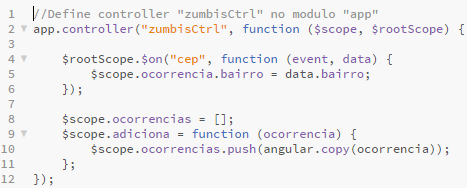 1 //Define controller "zumbisCtrl" no modulo "app"
2 app.controller("zumbisCtrl", function ($scope, $rootScope) {
3
4     $rootScope.$on("cep", function (event, data) {
5         $scope.ocorrencia.bairro = data.bairro;
6     });
7
8     $scope.ocorrencias = [];
9     $scope.adiciona = function (ocorrencia) {
10         $scope.ocorrencias.push(angular.copy(ocorrencia));
11     };
12 });